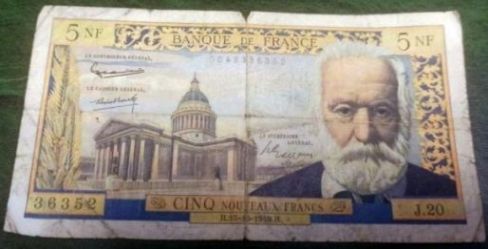 5 NF BANQUE DE FRANCE 5 NF
LE CONTRÔLEUR GÉNÉRAL,
LE CAISSIER GÉNÉRAL,
LE SECRÉTAIRE
GÉNÉRAL,
36352 CINQ NOUVEAUX FRANCS J.20